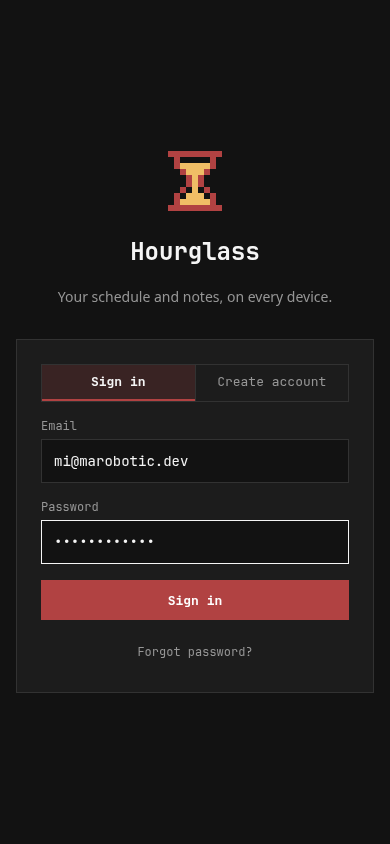 Hourglass
Your schedule and notes, on every device.
Sign in
Create account
Email
mi@marobotic.dev
Password
••••••••••••
Sign in
Forgot password?